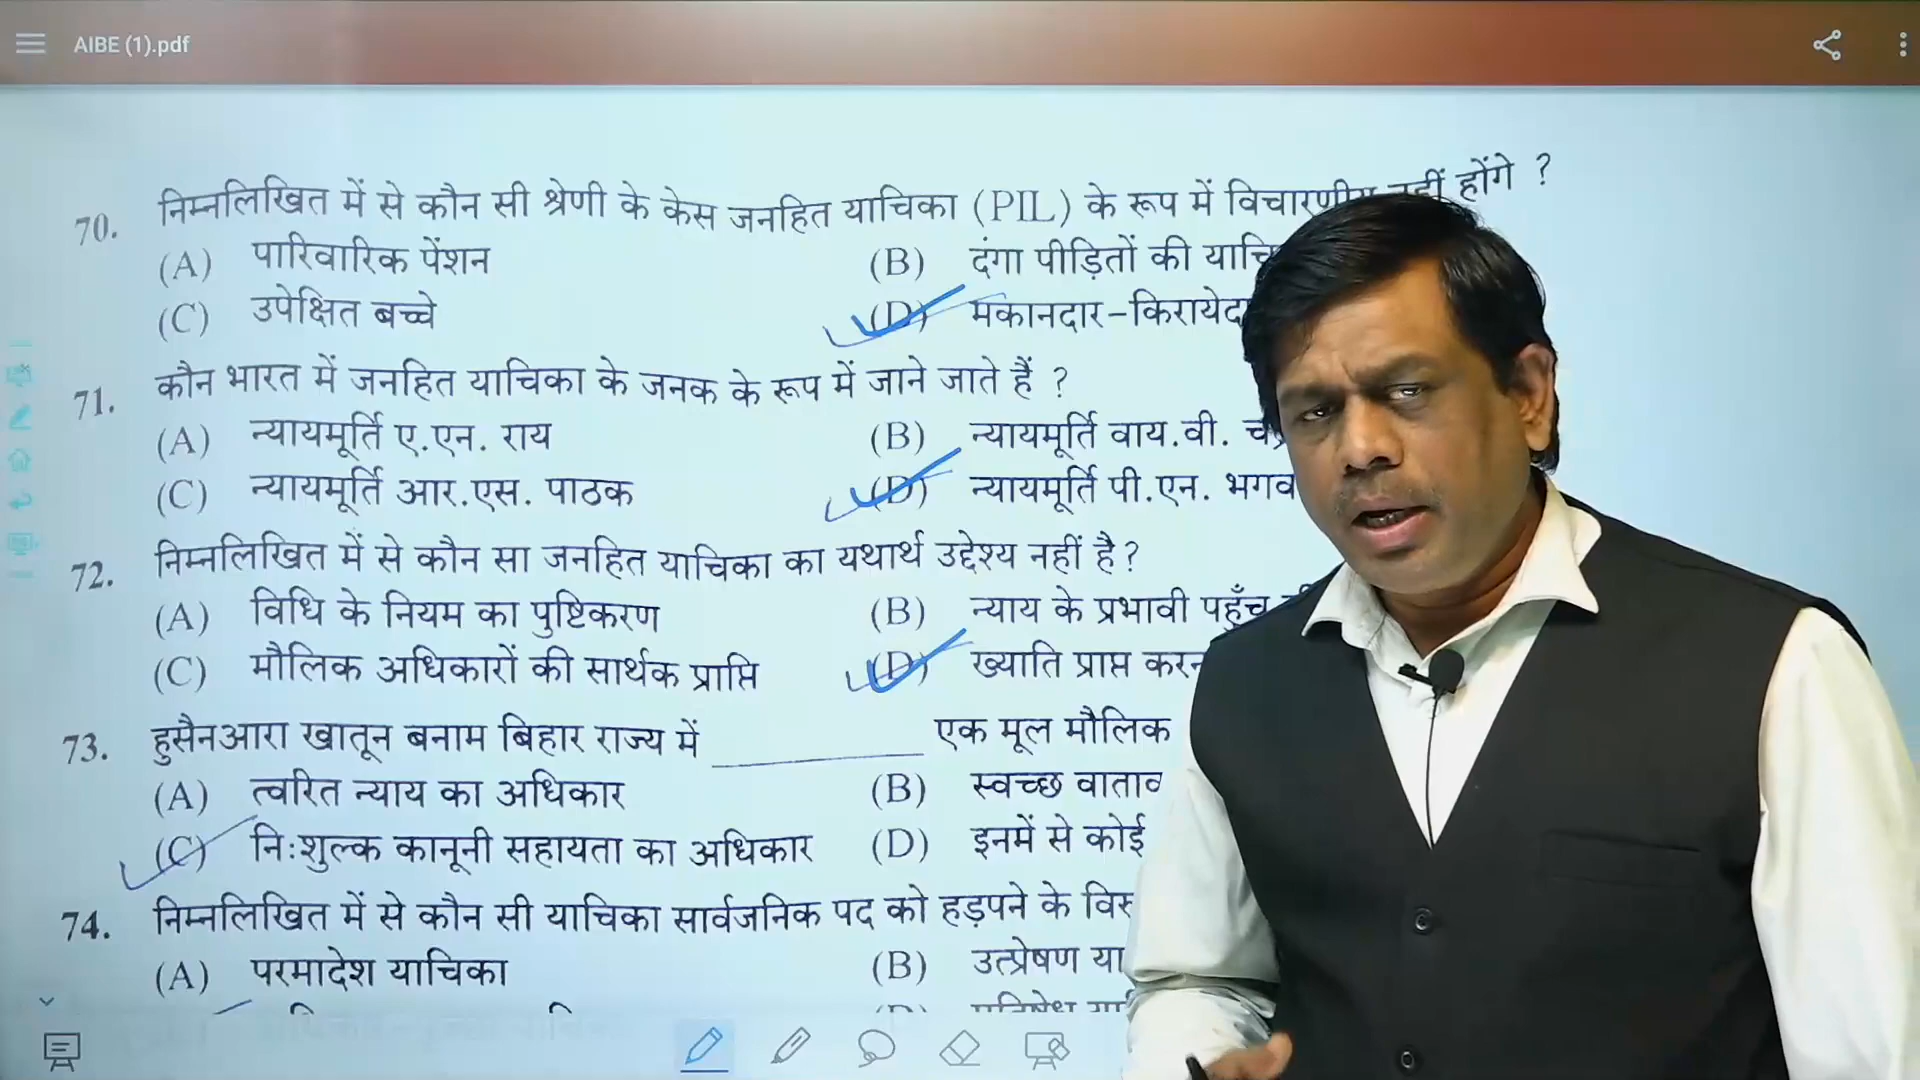 AIBE (1).pdf
70. निम्नलिखित में से कौन सी श्रेणी के केस जनहित याचिका (PIL) के रूप में विचारणीय नहीं होंगे ?
(A) पारिवारिक पेंशन (B) दंगा पीड़ितों की
(C) उपेक्षित बच्चे (D) मकानदार-किरायेदा
71. कौन भारत में जनहित याचिका के जनक के रूप में जाने जाते हैं ?
(A) न्यायमूर्ति ए.एन. राय (B) न्यायमूर्ति वाय.वी.
(C) न्यायमूर्ति आर.एस. पाठक (D) न्यायमूर्ति पी.एन. भगव
72. निम्नलिखित में से कौन सा जनहित याचिका का यथार्थ उद्देश्य नहीं है ?
(A) विधि के नियम का पुष्टिकरण (B) न्याय के प्रभावी पहुँच
(C) मौलिक अधिकारों की सार्थक प्राप्ति (D) ख्याति प्राप्त करन
73. हुसैनआरा खातून बनाम बिहार राज्य में ________ एक मूल मौलिक
(A) त्वरित न्याय का अधिकार (B) स्वच्छ वाताव
(C) निःशुल्क कानूनी सहायता का अधिकार (D) इनमें से कोई
74. निम्नलिखित में से कौन सी याचिका सार्वजनिक पद को हड़पने के विरु
(A) परमादेश याचिका (B) उत्प्रेषण या